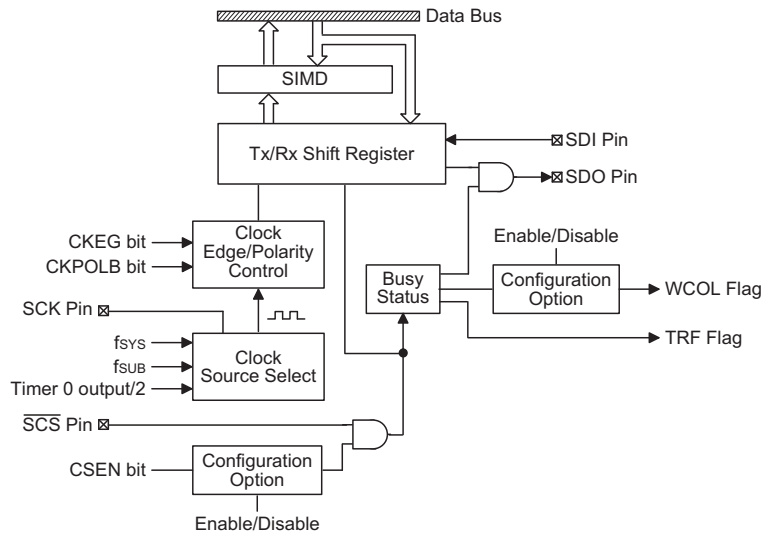 Data Bus
SIMD
Tx/Rx Shift Register
SDI Pin
SDO Pin
CKEG bit
CKPOLB bit
Clock
Edge/Polarity
Control
Enable/Disable
Busy
Status
Configuration
Option
WCOL Flag
SCK Pin
TRF Flag
fSYS
fSUB
Timer 0 output/2
Clock
Source Select
SCS Pin
CSEN bit
Configuration
Option
Enable/Disable